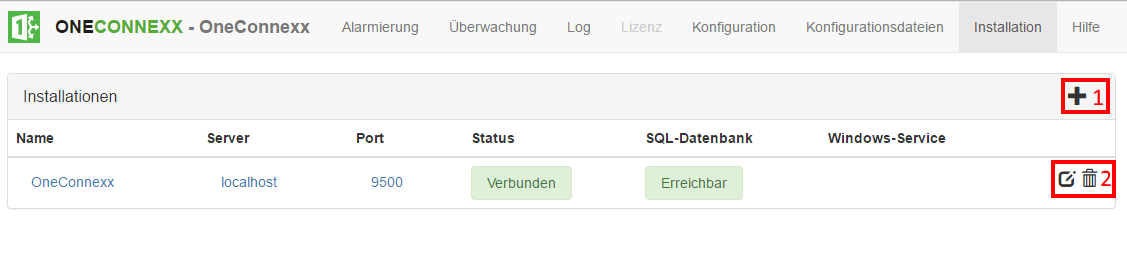 ONECONNEXX - OneConnexx Alarmierung Überwachung Log Lizenz Konfiguration Konfigurationsdateien Installation Hilfe
Installationen 1
Name Server Port Status SQL-Datenbank Windows-Service
OneConnexx localhost 9500 Verbunden Erreichbar 2